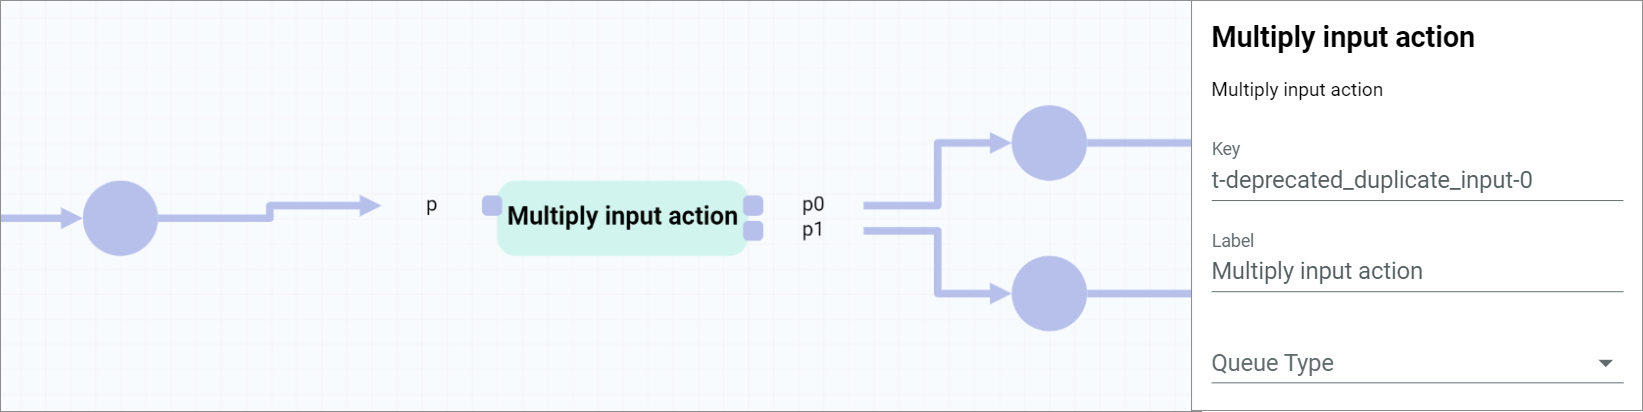 p
Multiply input action
p0
p1
Multiply input action
Multiply input action
Key
t-deprecated_duplicate_input-0
Label
Multiply input action
Queue Type